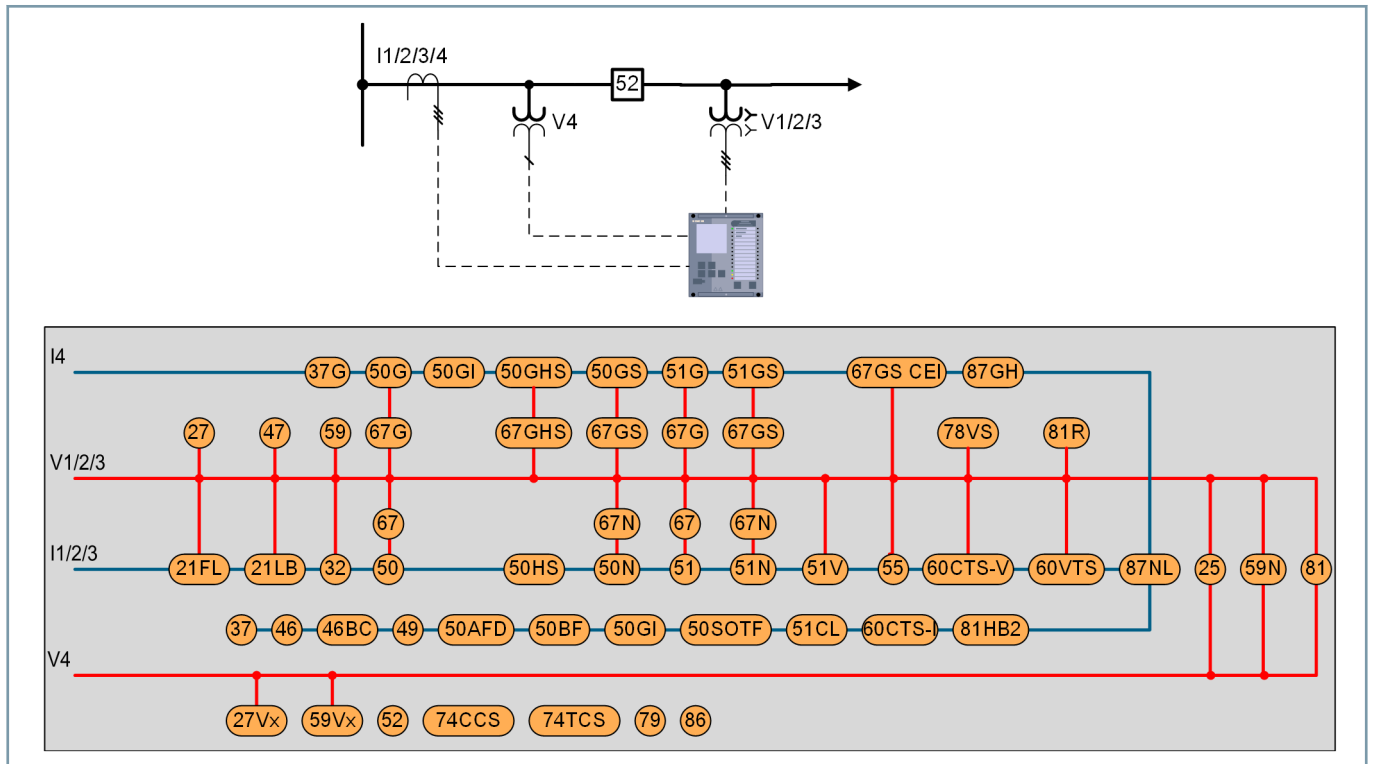 I1/2/3/4
52
V4
V1/2/3
I4
37G 50G 50GI 50GHS 50GS 51G 51GS 67GS CEI 87GH
27 47 59 67G 67GHS 67GS 67G 67GS 78VS 81R
V1/2/3
67 67N 67 67N
I1/2/3
21FL 21LB 32 50 50HS 50N 51 51N 51V 55 60CTS-V 60VTS 87NL 25 59N 81
37 46 46BC 49 50AFD 50BF 50GI 50SOTF 51CL 60CTS-I 81HB2
V4
27Vx 59Vx 52 74CCS 74TCS 79 86